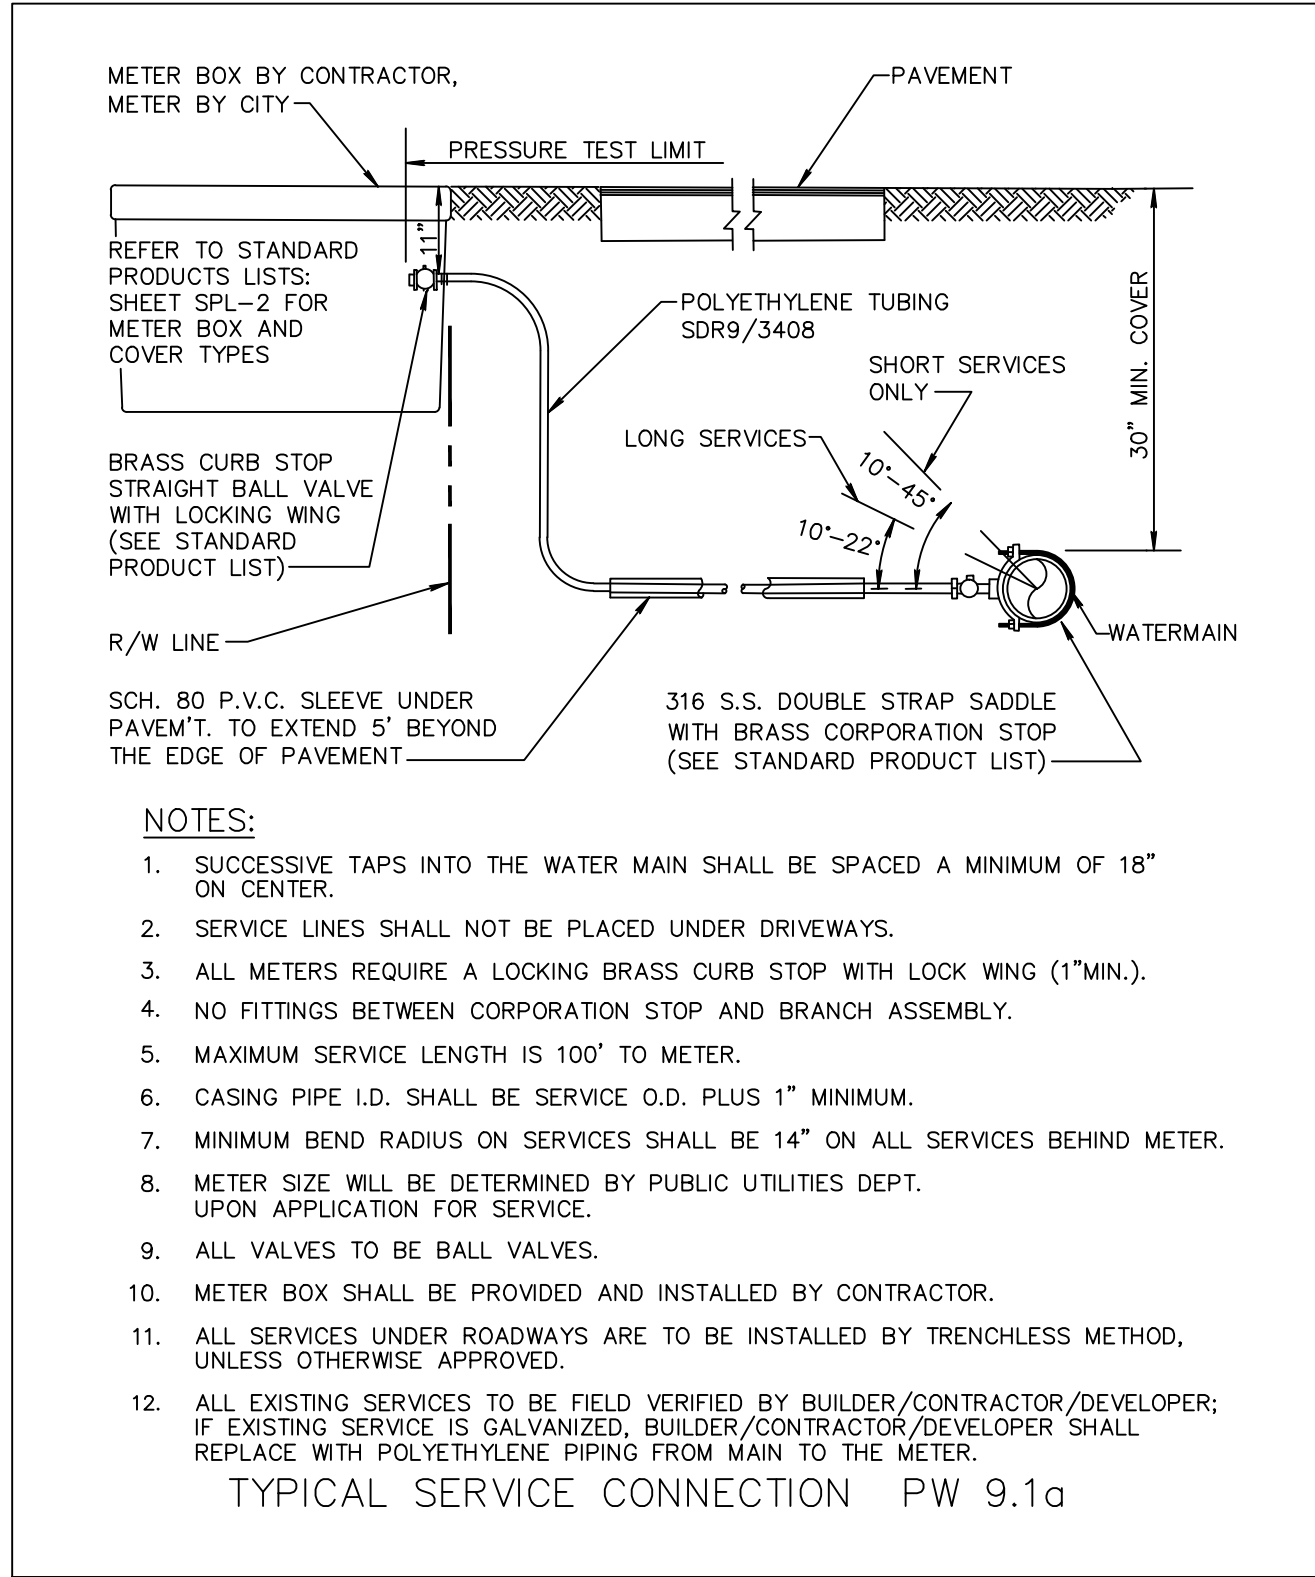 METER BOX BY CONTRACTOR,
METER BY CITY
PAVEMENT
PRESSURE TEST LIMIT
11"
REFER TO STANDARD
PRODUCTS LISTS:
SHEET SPL-2 FOR
METER BOX AND
COVER TYPES
POLYETHYLENE TUBING
SDR9/3408
30" MIN. COVER
SHORT SERVICES
ONLY
LONG SERVICES
10°-45°
10°-22°
BRASS CURB STOP
STRAIGHT BALL VALVE
WITH LOCKING WING
(SEE STANDARD
PRODUCT LIST)
R/W LINE
WATERMAIN
SCH. 80 P.V.C. SLEEVE UNDER
PAVEM'T. TO EXTEND 5' BEYOND
THE EDGE OF PAVEMENT
316 S.S. DOUBLE STRAP SADDLE
WITH BRASS CORPORATION STOP
(SEE STANDARD PRODUCT LIST)
NOTES:
1. SUCCESSIVE TAPS INTO THE WATER MAIN SHALL BE SPACED A MINIMUM OF 18"
ON CENTER.
2. SERVICE LINES SHALL NOT BE PLACED UNDER DRIVEWAYS.
3. ALL METERS REQUIRE A LOCKING BRASS CURB STOP WITH LOCK WING (1"MIN.).
4. NO FITTINGS BETWEEN CORPORATION STOP AND BRANCH ASSEMBLY.
5. MAXIMUM SERVICE LENGTH IS 100' TO METER.
6. CASING PIPE I.D. SHALL BE SERVICE O.D. PLUS 1" MINIMUM.
7. MINIMUM BEND RADIUS ON SERVICES SHALL BE 14" ON ALL SERVICES BEHIND METER.
8. METER SIZE WILL BE DETERMINED BY PUBLIC UTILITIES DEPT.
UPON APPLICATION FOR SERVICE.
9. ALL VALVES TO BE BALL VALVES.
10. METER BOX SHALL BE PROVIDED AND INSTALLED BY CONTRACTOR.
11. ALL SERVICES UNDER ROADWAYS ARE TO BE INSTALLED BY TRENCHLESS METHOD,
UNLESS OTHERWISE APPROVED.
12. ALL EXISTING SERVICES TO BE FIELD VERIFIED BY BUILDER/CONTRACTOR/DEVELOPER;
IF EXISTING SERVICE IS GALVANIZED, BUILDER/CONTRACTOR/DEVELOPER SHALL
REPLACE WITH POLYETHYLENE PIPING FROM MAIN TO THE METER.
TYPICAL SERVICE CONNECTION PW 9.1a